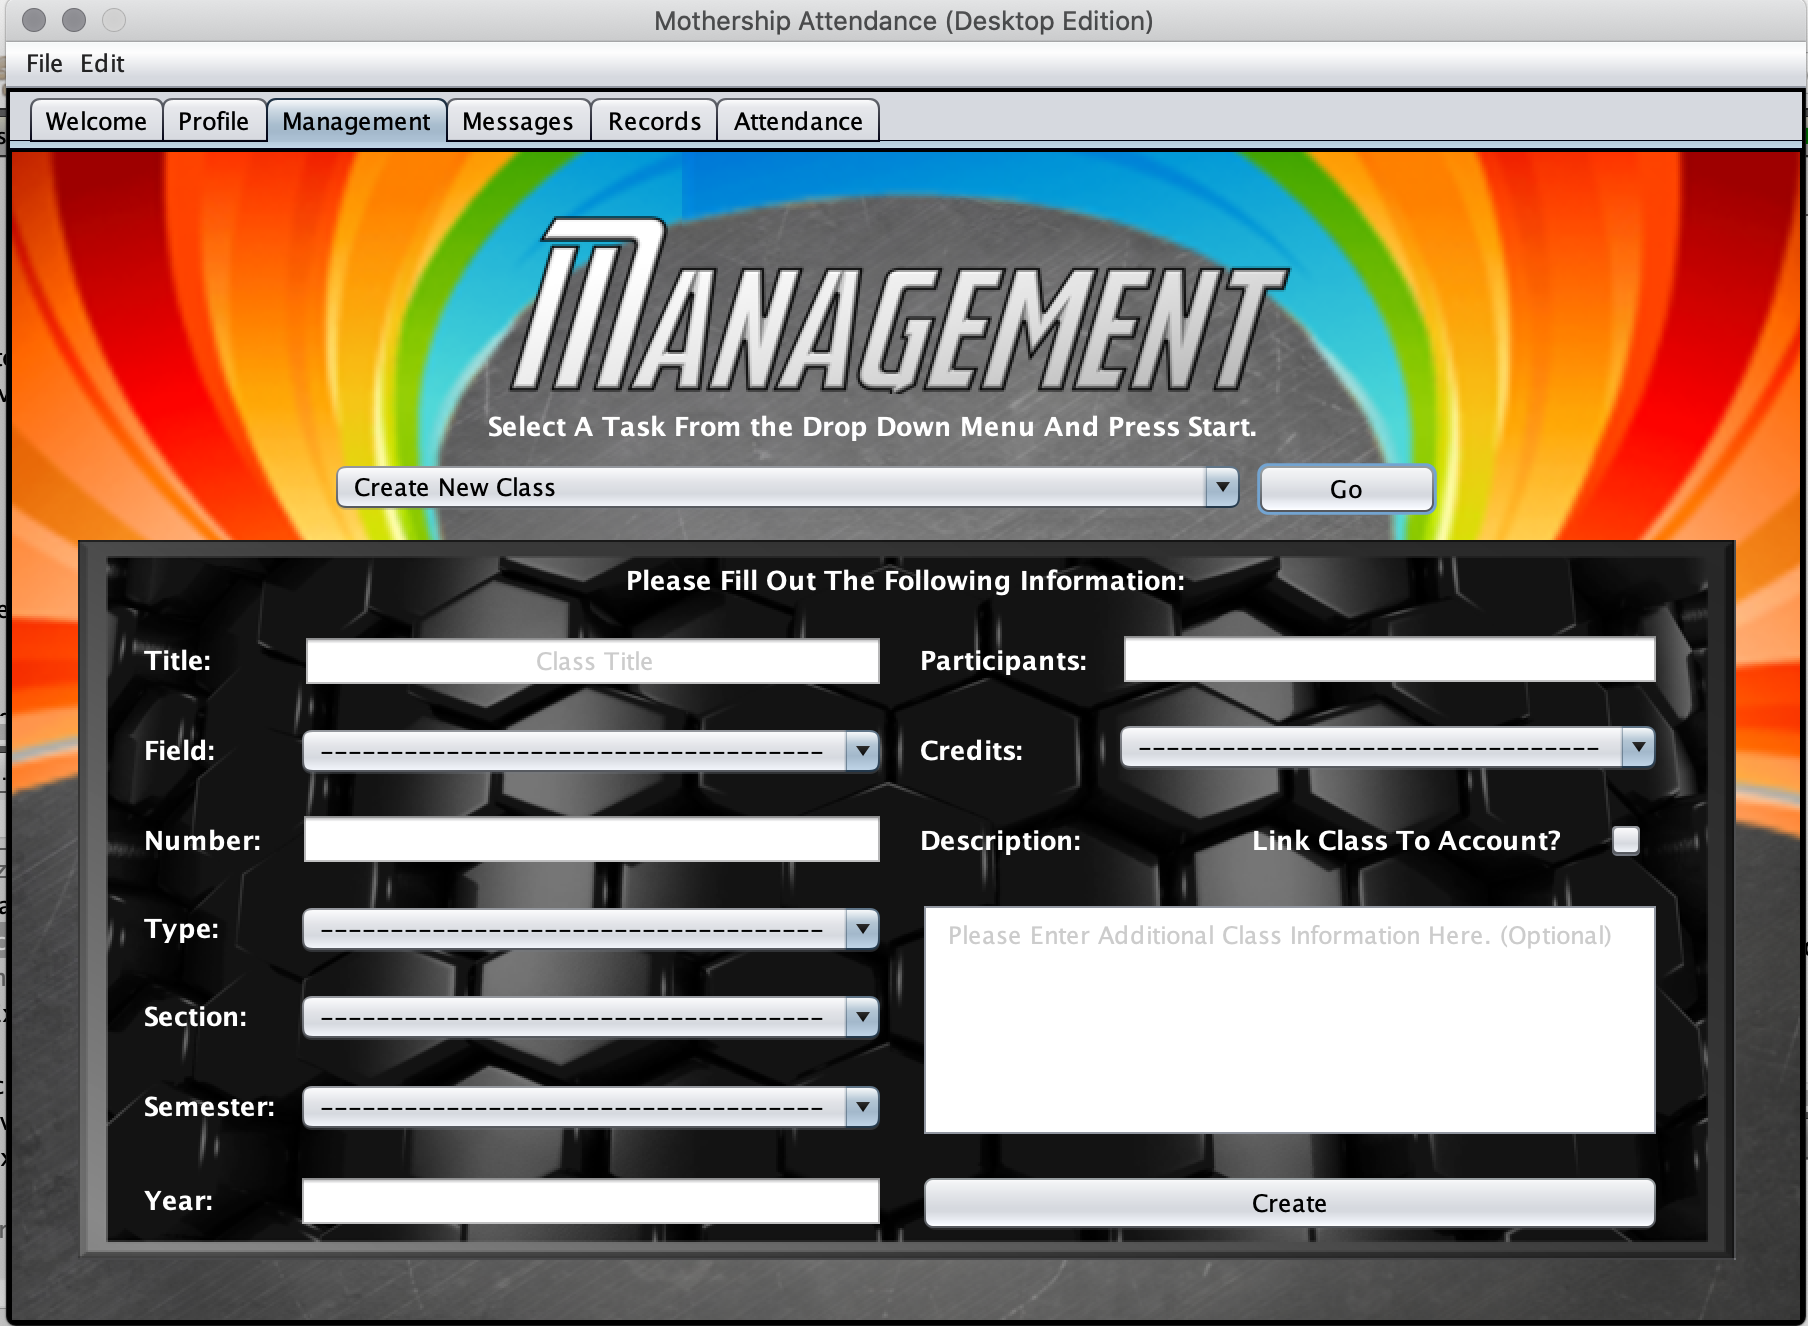 Mothership Attendance (Desktop Edition)
File Edit
Welcome Profile Management Messages Records Attendance
MANAGEMENT
Select A Task From the Drop Down Menu And Press Start.
Create New Class Go
Please Fill Out The Following Information:
Title: Class Title Participants:
Field: ------------------------------------ Credits: ---------------------------------
Number: Description: Link Class To Account?
Type: ------------------------------------
Please Enter Additional Class Information Here. (Optional)
Section: ------------------------------------
Semester: ------------------------------------
Year: Create